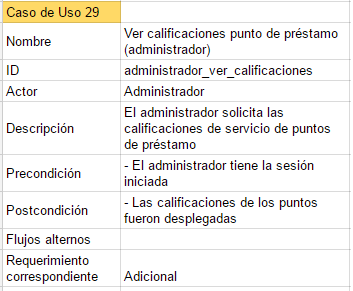 Caso de Uso 29
Nombre
Ver calificaciones punto de préstamo
(administrador)
ID
administrador_ver_calificaciones
Actor
Administrador
Descripción
El administrador solicita las
calificaciones de servicio de puntos
de préstamo
Precondición
- El administrador tiene la sesión
iniciada
Postcondición
- Las calificaciones de los puntos
fueron desplegadas
Flujos alternos
Requerimiento
correspondiente
Adicional